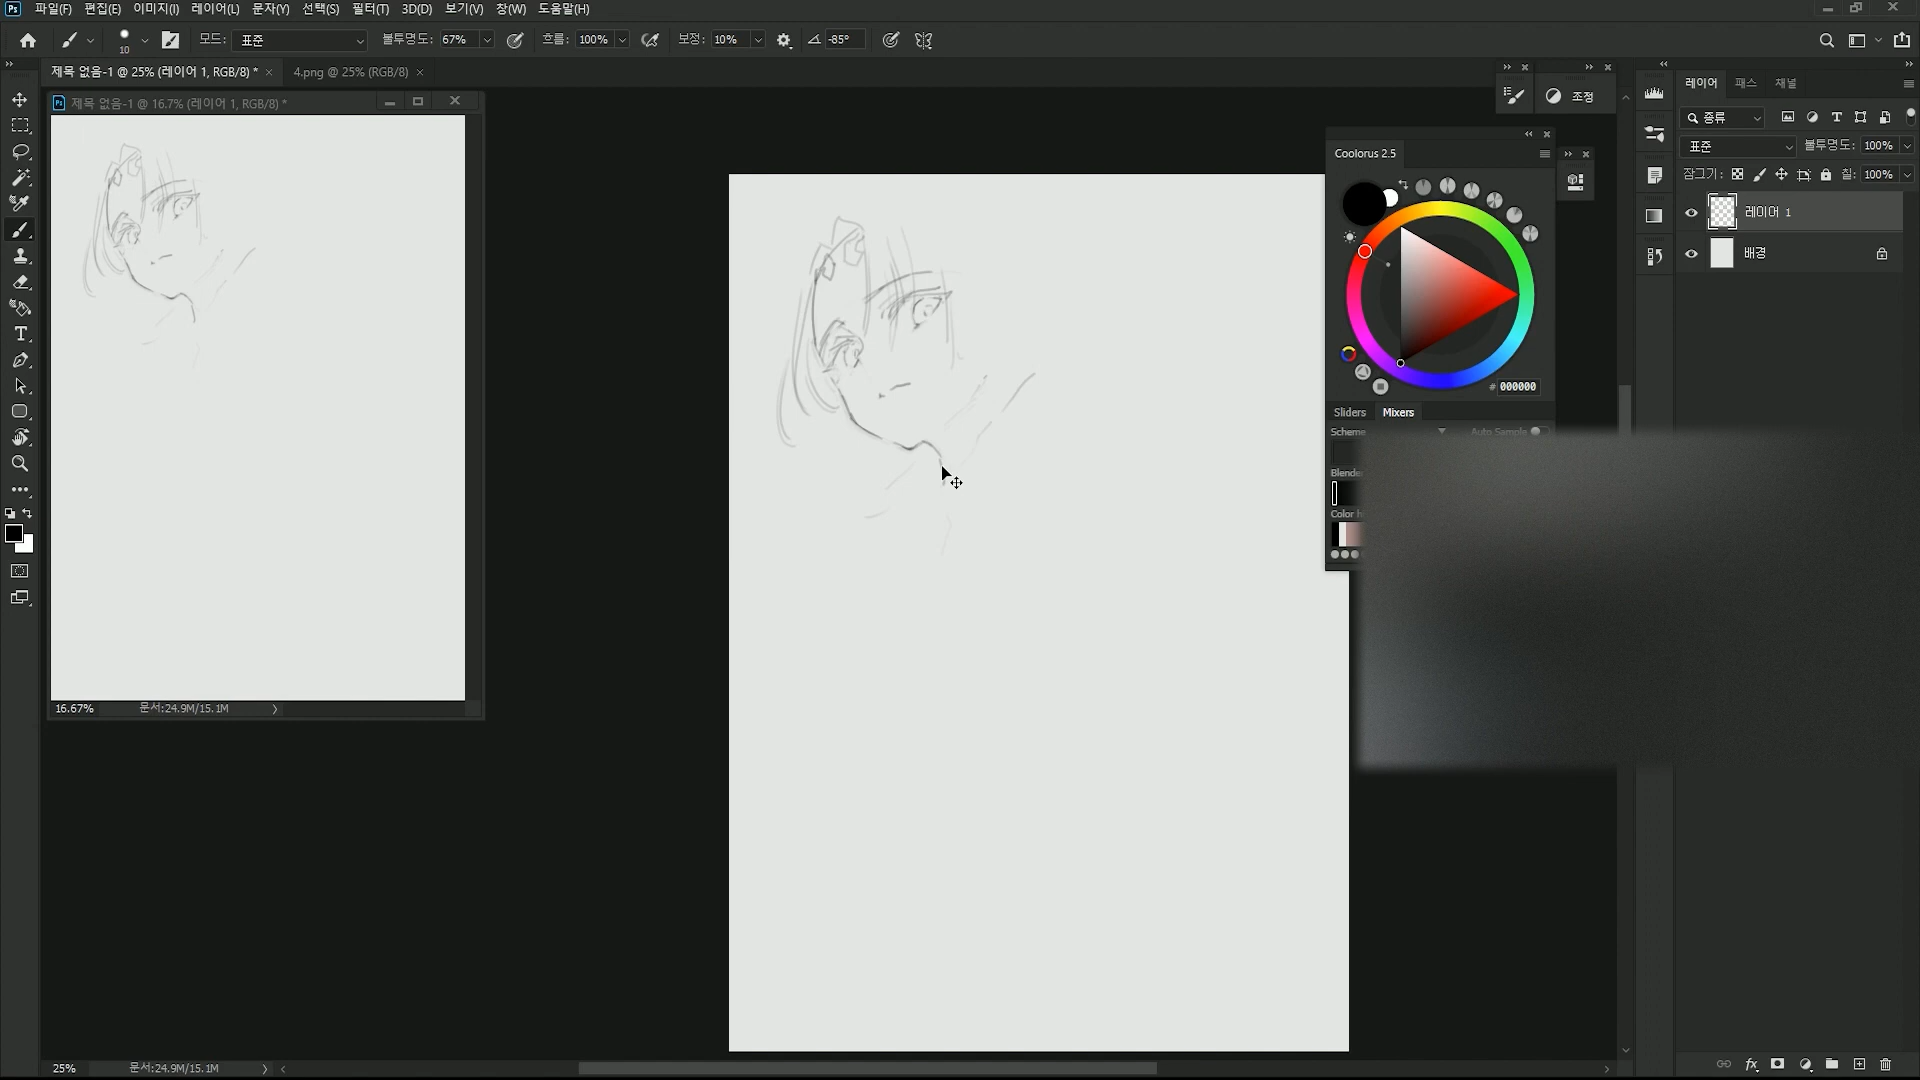 Ps 파일(F) 편집(E) 이미지(I) 레이어(L) 문자(Y) 선택(S) 필터(T) 3D(D) 보기(V) 창(W) 도움말(H)
10 모드: 표준 불투명도: 67% 흐름: 100% 보정: 10% -85°
제목 없음-1 @ 25% (레이어 1, RGB/8) * 4.png @ 25% (RGB/8)
Ps 제목 없음-1 @ 16.7% (레이어 1, RGB/8) *
16.67% 문서:24.9M/15.1M
조정
Coolorus 2.5
# 000000
Sliders Mixers
Scheme Auto Sample
Blende
Color h
레이어 패스 채널
종류
표준 불투명도: 100%
잠그기: 칠: 100%
레이어 1
배경
fx
25% 문서:24.9M/15.1M